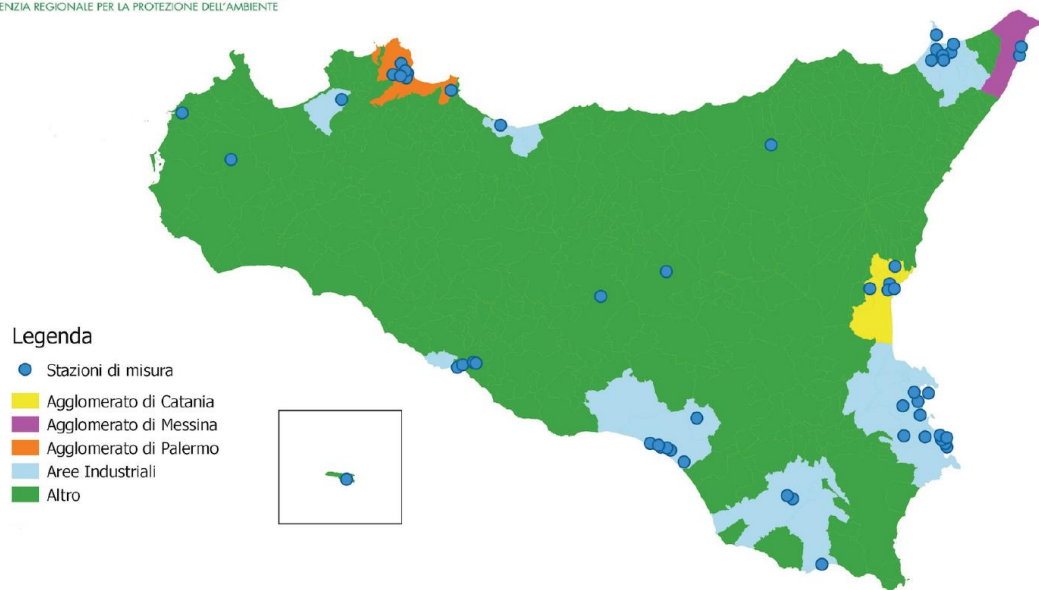 ENZIA REGIONALE PER LA PROTEZIONE DELL'AMBIENTE
Legenda
Stazioni di misura
Agglomerato di Catania
Agglomerato di Messina
Agglomerato di Palermo
Aree Industriali
Altro